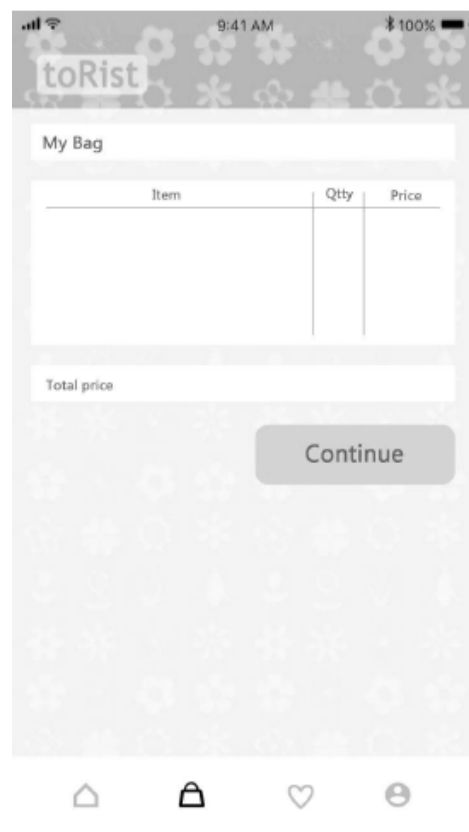 9:41 AM 100%
toRist
My Bag
Item Qtty Price
Total price
Continue